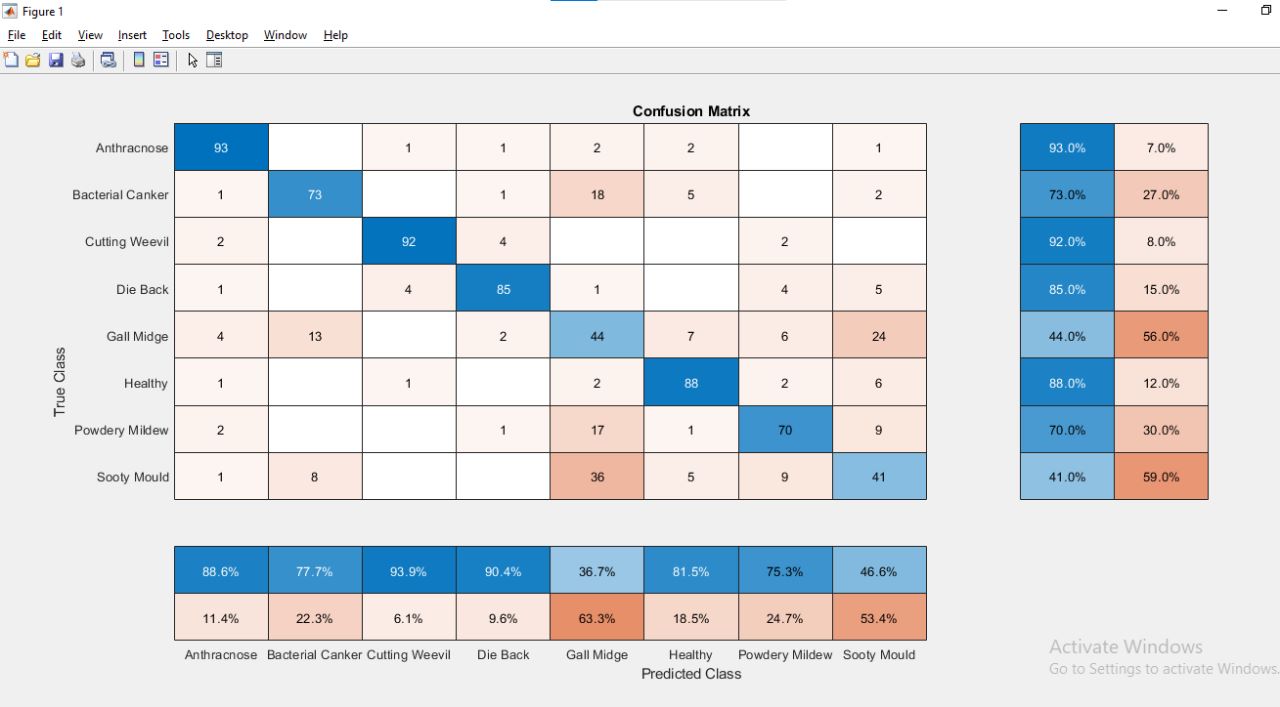 Figure 1
File Edit View Insert Tools Desktop Window Help
Confusion Matrix
Anthracnose 93 1 1 2 2 1 93.0% 7.0%
Bacterial Canker 1 73 1 18 5 2 73.0% 27.0%
Cutting Weevil 2 92 4 2 92.0% 8.0%
Die Back 1 4 85 1 4 5 85.0% 15.0%
Gall Midge 4 13 2 44 7 6 24 44.0% 56.0%
Healthy 1 1 2 88 2 6 88.0% 12.0%
Powdery Mildew 2 1 17 1 70 9 70.0% 30.0%
Sooty Mould 1 8 36 5 9 41 41.0% 59.0%
True Class
88.6% 77.7% 93.9% 90.4% 36.7% 81.5% 75.3% 46.6%
11.4% 22.3% 6.1% 9.6% 63.3% 18.5% 24.7% 53.4%
Anthracnose Bacterial Canker Cutting Weevil Die Back Gall Midge Healthy Powdery Mildew Sooty Mould
Predicted Class
Activate Windows
Go to Settings to activate Windows.